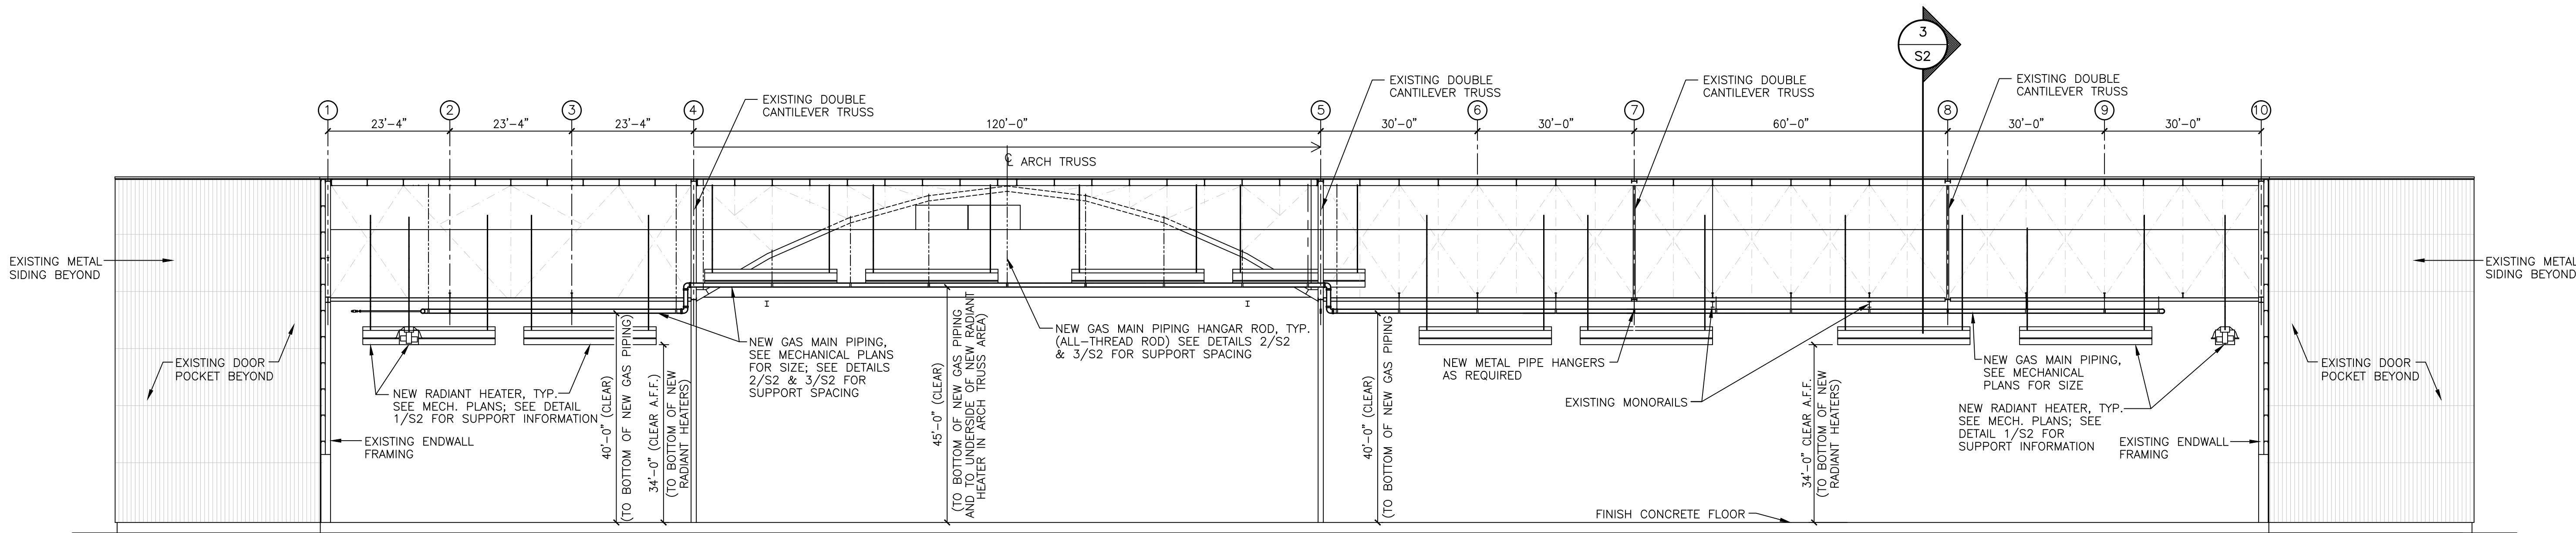 3
S2
EXISTING DOUBLE
CANTILEVER TRUSS
EXISTING DOUBLE
CANTILEVER TRUSS
EXISTING DOUBLE
CANTILEVER TRUSS
EXISTING DOUBLE
CANTILEVER TRUSS
1
2
3
4
5
6
7
8
9
10
23'-4"
23'-4"
23'-4"
120'-0"
30'-0"
30'-0"
60'-0"
30'-0"
30'-0"
℄ ARCH TRUSS
EXISTING METAL
SIDING BEYOND
EXISTING DOOR
POCKET BEYOND
NEW RADIANT HEATER, TYP.
SEE MECH. PLANS; SEE DETAIL
1/S2 FOR SUPPORT INFORMATION
EXISTING ENDWALL
FRAMING
40'-0" (CLEAR)
(TO BOTTOM OF NEW GAS PIPING)
34'-0" (CLEAR A.F.F.)
(TO BOTTOM OF NEW
RADIANT HEATERS)
NEW GAS MAIN PIPING,
SEE MECHANICAL PLANS
FOR SIZE; SEE DETAILS
2/S2 & 3/S2 FOR
SUPPORT SPACING
45'-0" (CLEAR)
(TO BOTTOM OF NEW GAS PIPING
AND TO UNDERSIDE OF NEW RADIANT
HEATER IN ARCH TRUSS AREA)
NEW GAS MAIN PIPING HANGAR ROD, TYP.
(ALL-THREAD ROD) SEE DETAILS 2/S2
& 3/S2 FOR SUPPORT SPACING
40'-0" (CLEAR)
(TO BOTTOM OF NEW GAS PIPING
NEW METAL PIPE HANGERS
AS REQUIRED
EXISTING MONORAILS
34'-0" CLEAR A.F.F.
(TO BOTTOM OF NEW
RADIANT HEATERS)
FINISH CONCRETE FLOOR
NEW GAS MAIN PIPING,
SEE MECHANICAL
PLANS FOR SIZE
NEW RADIANT HEATER, TYP.
SEE MECH. PLANS; SEE
DETAIL 1/S2 FOR
SUPPORT INFORMATION
EXISTING ENDWALL
FRAMING
EXISTING DOOR
POCKET BEYOND
EXISTING METAL
SIDING BEYOND